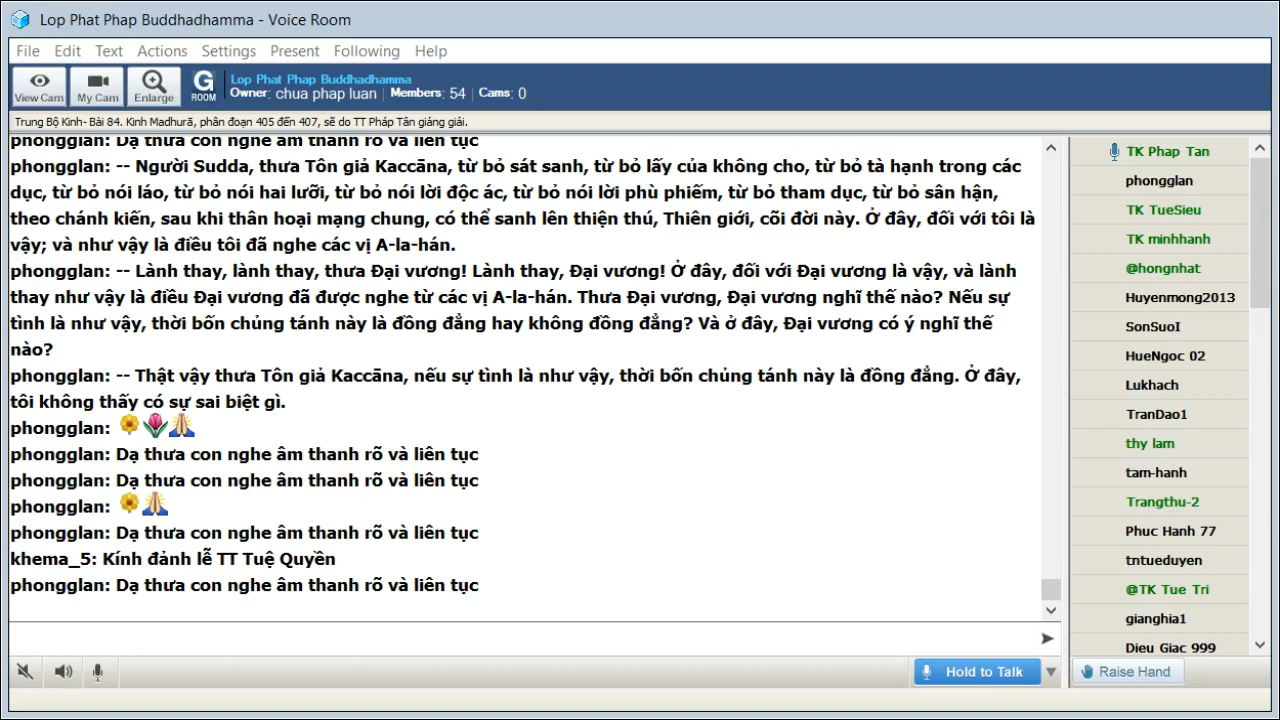 Lop Phat Phap Buddhadhamma - Voice Room
File Edit Text Actions Settings Present Following Help
View Cam My Cam Enlarge G ROOM
Lop Phat Phap Buddhadhamma
Owner: chua phap luan | Members: 54 | Cams: 0
Trung Bộ Kinh- Bài 84. Kinh Madhurā, phân đoạn 405 đến 407, sẽ do TT Pháp Tân giảng giải.
phongglan: Dạ thưa con nghe âm thanh rõ và liên tục
phongglan: -- Người Sudda, thưa Tôn giả Kaccāna, từ bỏ sát sanh, từ bỏ lấy của không cho, từ bỏ tà hạnh trong các
dục, từ bỏ nói láo, từ bỏ nói hai lưỡi, từ bỏ nói lời độc ác, từ bỏ nói lời phù phiếm, từ bỏ tham dục, từ bỏ sân hận,
theo chánh kiến, sau khi thân hoại mạng chung, có thể sanh lên thiện thú, Thiên giới, cõi đời này. Ở đây, đối với tôi là
vậy; và như vậy là điều tôi đã nghe các vị A-la-hán.
phongglan: -- Lành thay, lành thay, thưa Đại vương! Lành thay, Đại vương! Ở đây, đối với Đại vương là vậy, và lành
thay như vậy là điều Đại vương đã được nghe từ các vị A-la-hán. Thưa Đại vương, Đại vương nghĩ thế nào? Nếu sự
tình là như vậy, thời bốn chủng tánh này là đồng đẳng hay không đồng đẳng? Và ở đây, Đại vương có ý nghĩ thế
nào?
phongglan: -- Thật vậy thưa Tôn giả Kaccāna, nếu sự tình là như vậy, thời bốn chủng tánh này là đồng đẳng. Ở đây,
tôi không thấy có sự sai biệt gì.
phongglan:
phongglan: Dạ thưa con nghe âm thanh rõ và liên tục
phongglan: Dạ thưa con nghe âm thanh rõ và liên tục
phongglan:
phongglan: Dạ thưa con nghe âm thanh rõ và liên tục
khema_5: Kính đảnh lễ TT Tuệ Quyền
phongglan: Dạ thưa con nghe âm thanh rõ và liên tục
TK Phap Tan
phongglan
TK TueSieu
TK minhhanh
@hongnhat
Huyenmong2013
SonSuoI
HueNgoc 02
Lukhach
TranDao1
thy lam
tam-hanh
Trangthu-2
Phuc Hanh 77
tntueduyen
@TK Tue Tri
gianghia1
Dieu Giac 999
Hold to Talk
Raise Hand